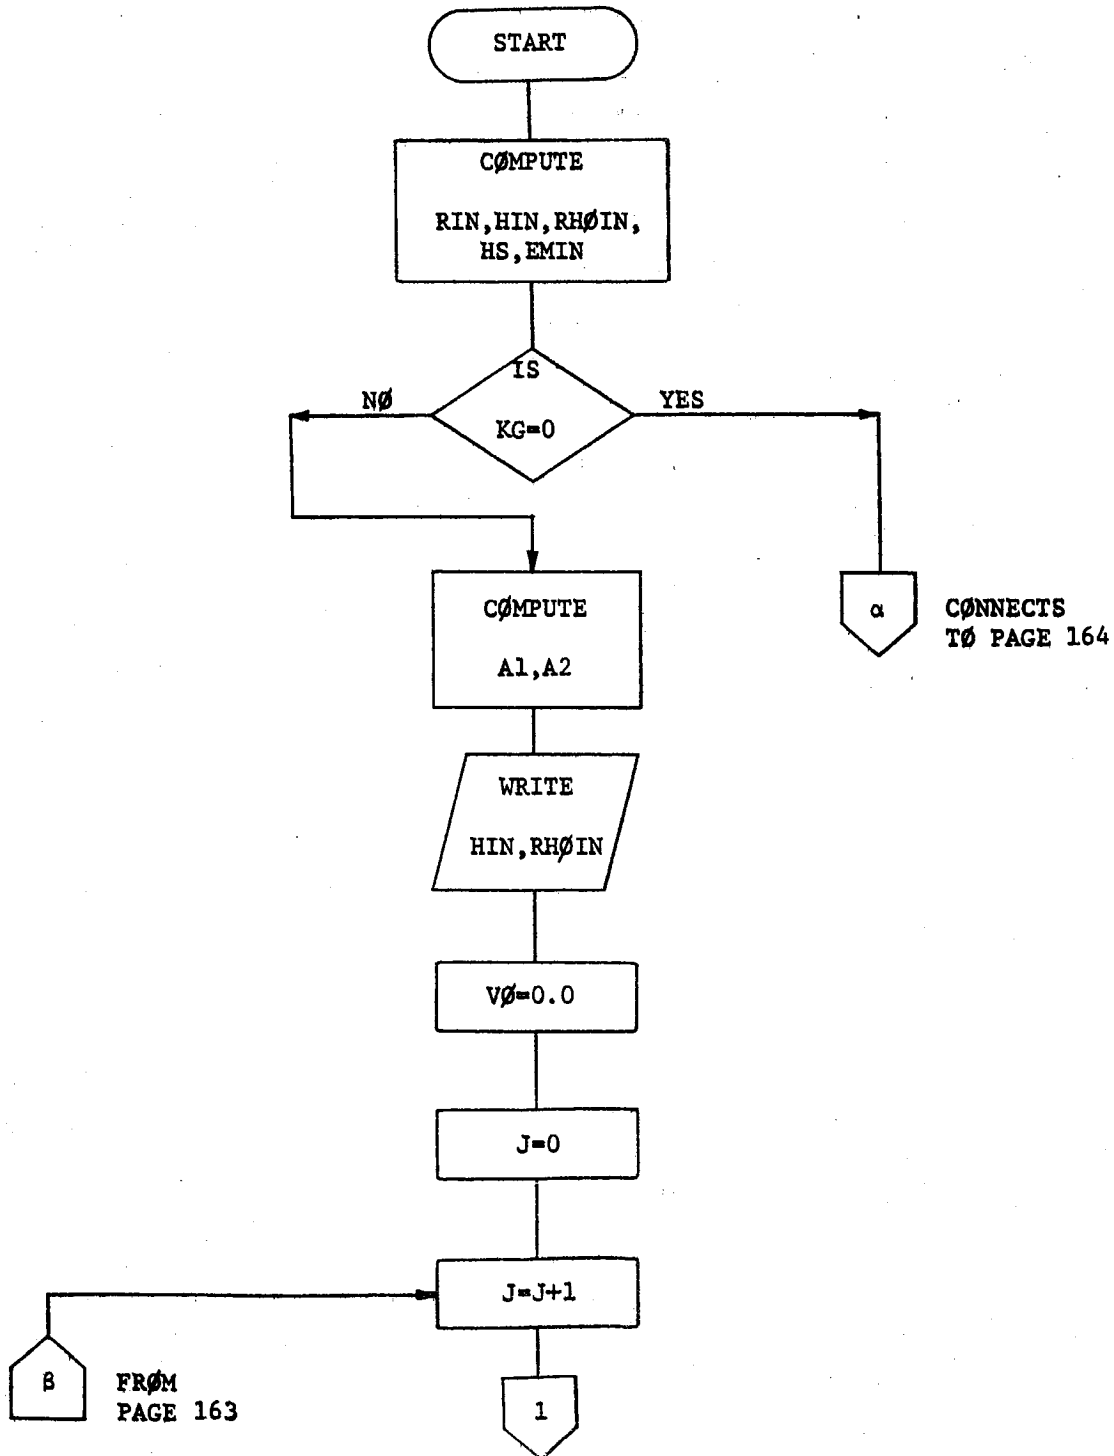 START
CØMPUTE
RIN,HIN,RHØIN,
HS,EMIN
IS
NØ
YES
KG=0
CØMPUTE
A1,A2
α
CØNNECTS
TØ PAGE 164
WRITE
HIN,RHØIN
VØ=0.0
J=0
J=J+1
β
FRØM
PAGE 163
1